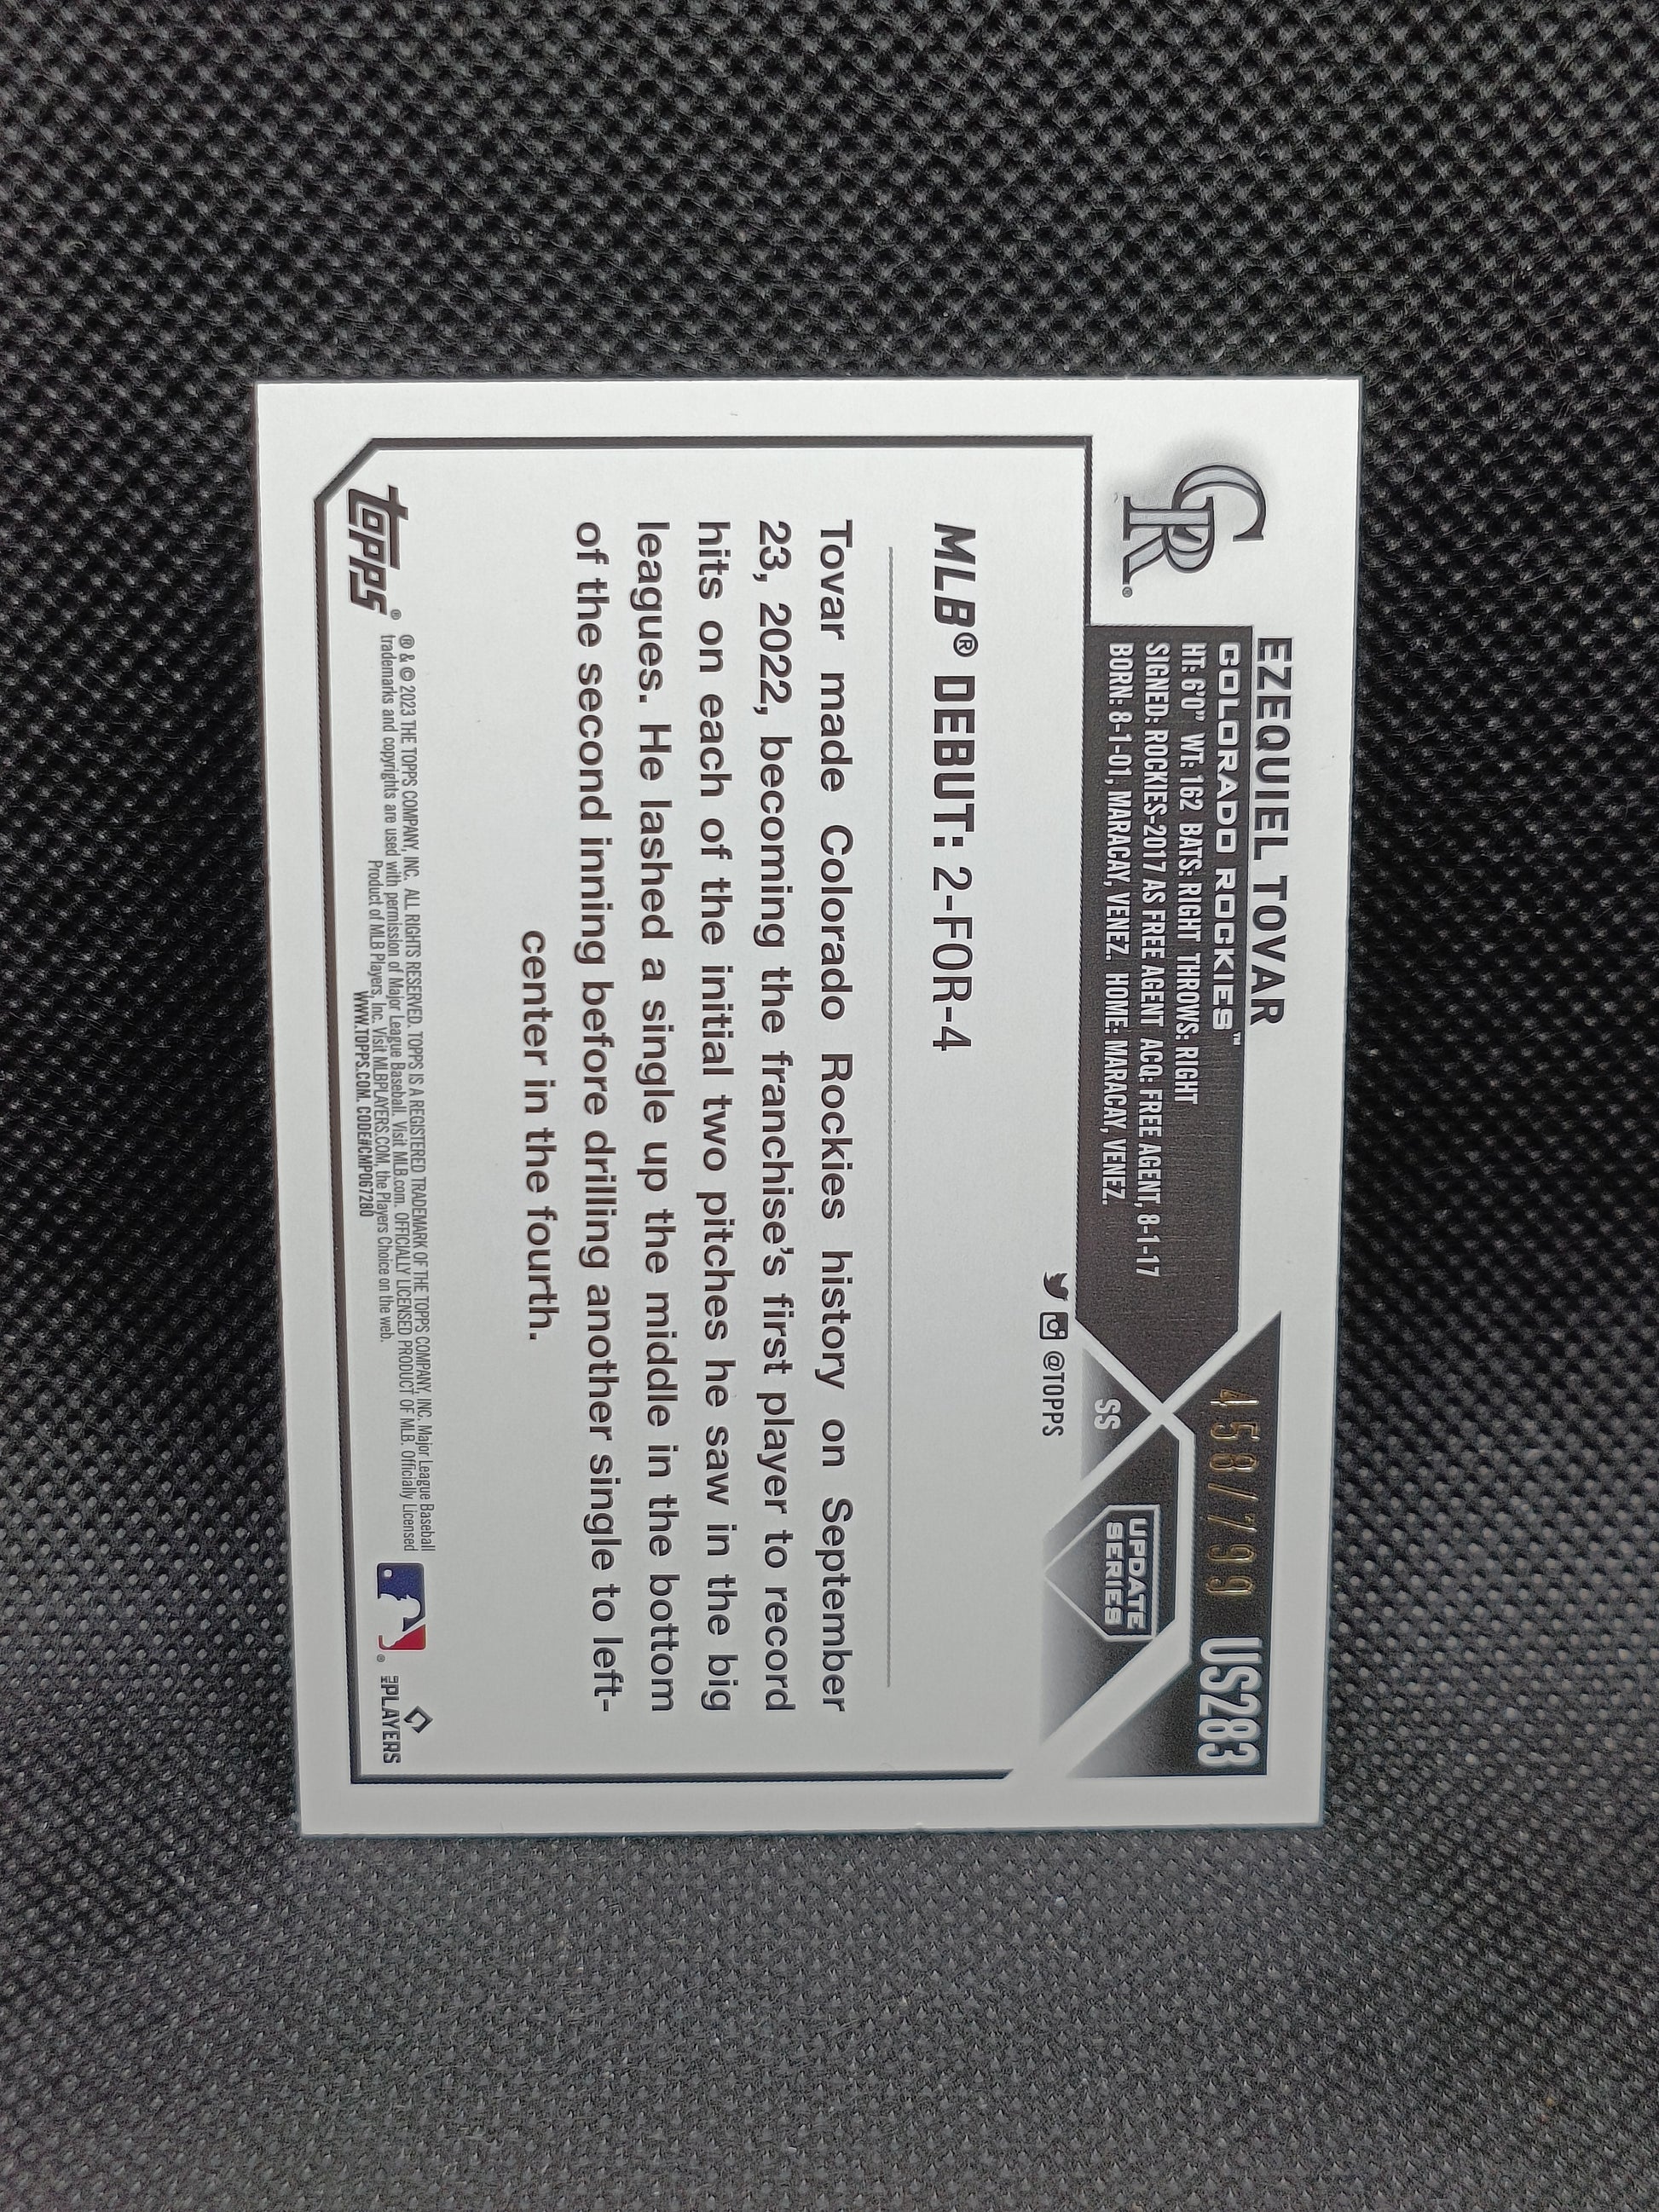 EZEQUIEL TOVAR
458/799 US283
CR®
COLORADO ROCKIES™
HT: 6'0" WT: 162 BATS: RIGHT THROWS: RIGHT
SIGNED: ROCKIES-2017 AS FREE AGENT ACQ: FREE AGENT, 8-1-17
BORN: 8-1-01, MARACAY, VENEZ. HOME: MARACAY, VENEZ.
SS
UPDATE
SERIES
@TOPPS
MLB® DEBUT: 2-FOR-4
Tovar made Colorado Rockies history on September
23, 2022, becoming the franchise's first player to record
hits on each of the initial two pitches he saw in the big
leagues. He lashed a single up the middle in the bottom
of the second inning before drilling another single to left-
center in the fourth.
topps®
® & © 2023 THE TOPPS COMPANY, INC. ALL RIGHTS RESERVED. TOPPS IS A REGISTERED TRADEMARK OF THE TOPPS COMPANY, INC. Major League Baseball
trademarks and copyrights are used with permission of Major League Baseball. Visit MLB.com. OFFICIALLY LICENSED PRODUCT OF MLB. Officially Licensed
Product of MLB Players, Inc. Visit MLBPLAYERS.COM, the Players Choice on the web.
WWW.TOPPS.COM. CODE#CMP067280
MLB PLAYERS